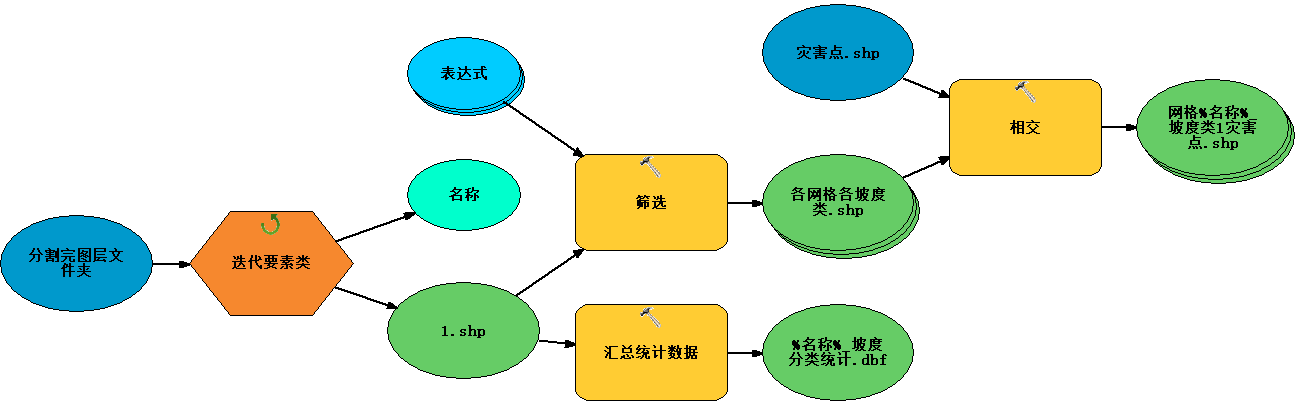 灾害点.shp
表达式
相交
网格%名称%_
坡度类1灾害
点.shp
名称
筛选
各网格各坡度
类.shp
分割完图层文
件夹
迭代要素类
1.shp
汇总统计数据
%名称%_坡度
分类统计.dbf